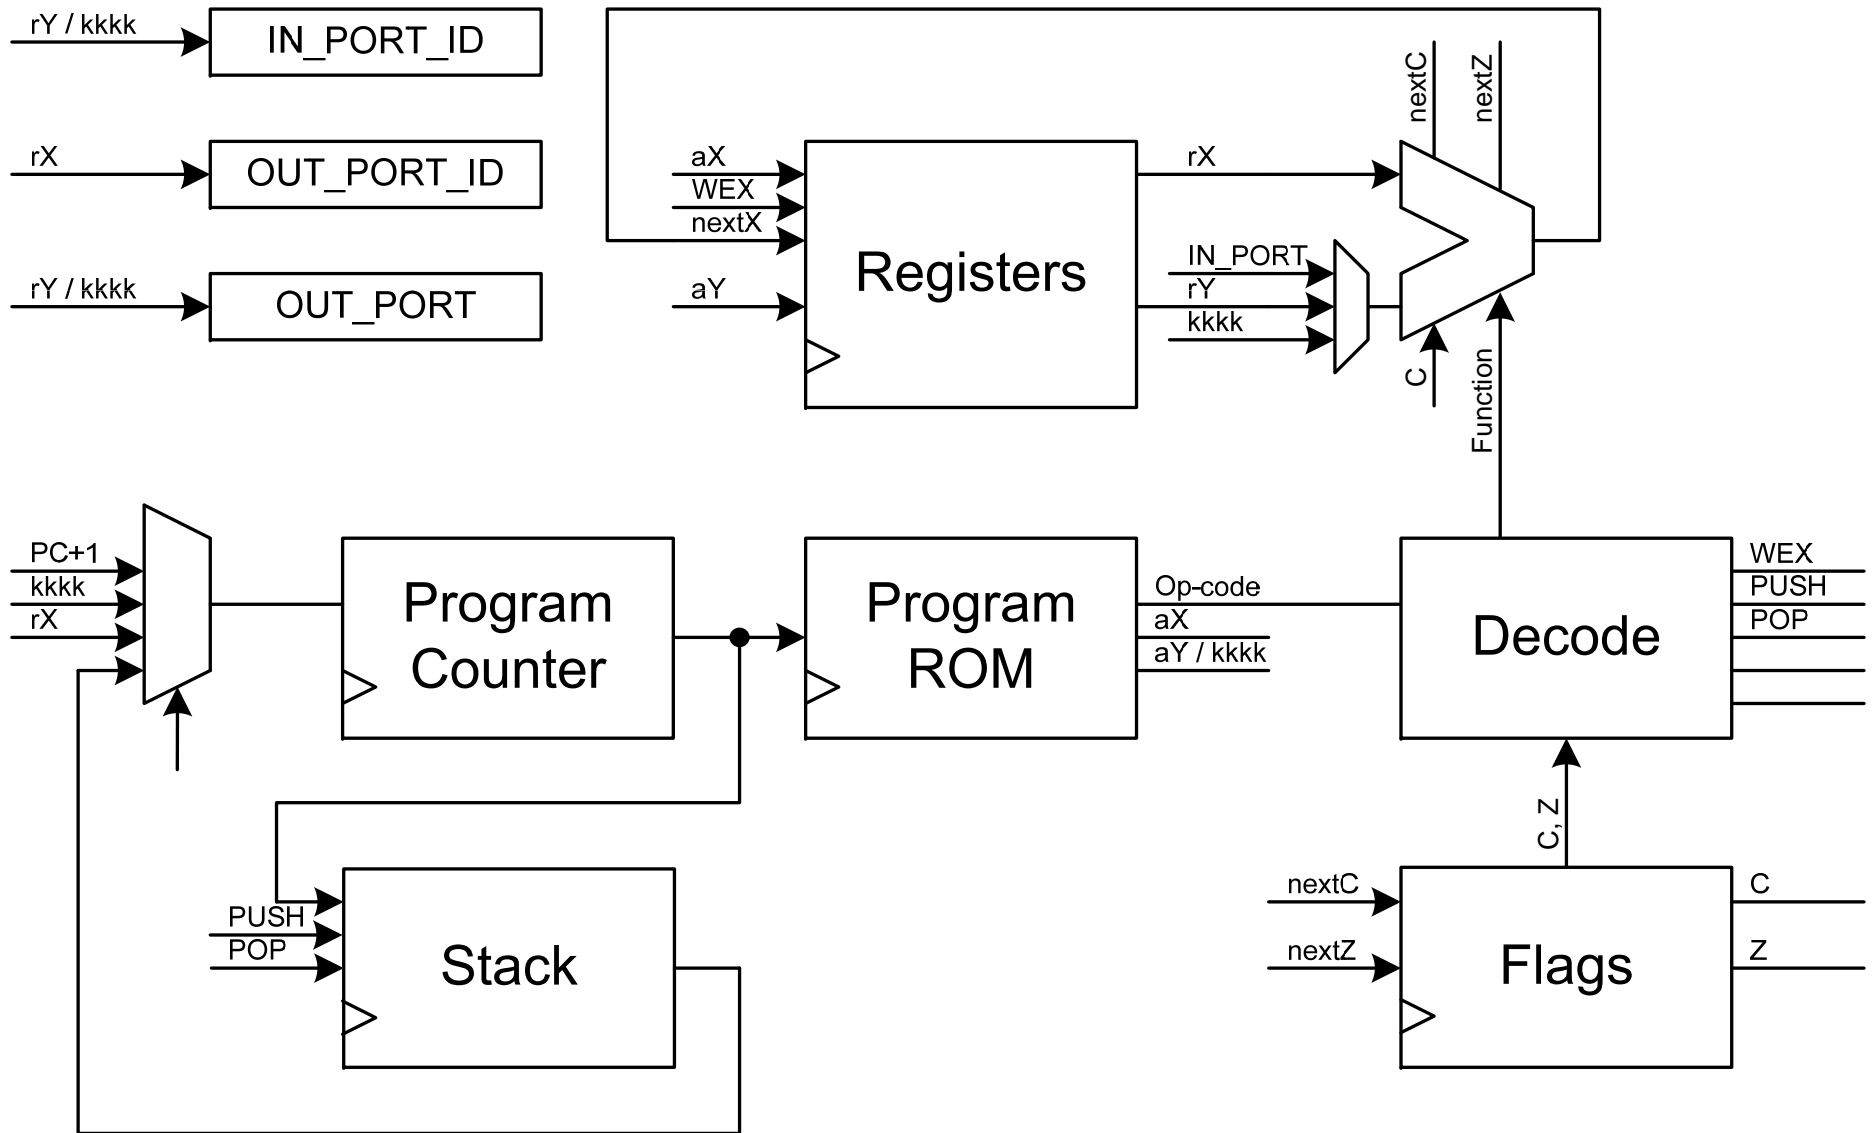 rY / kkkk
IN_PORT_ID
rX
OUT_PORT_ID
rY / kkkk
OUT_PORT
aX
WEX
nextX
aY
Registers
rX
IN_PORT
rY
kkkk
nextC
nextZ
C
Function
PC+1
kkkk
rX
Program
Counter
Program
ROM
Op-code
aX
aY / kkkk
Decode
WEX
PUSH
POP
C, Z
PUSH
POP
Stack
nextC
nextZ
Flags
C
Z